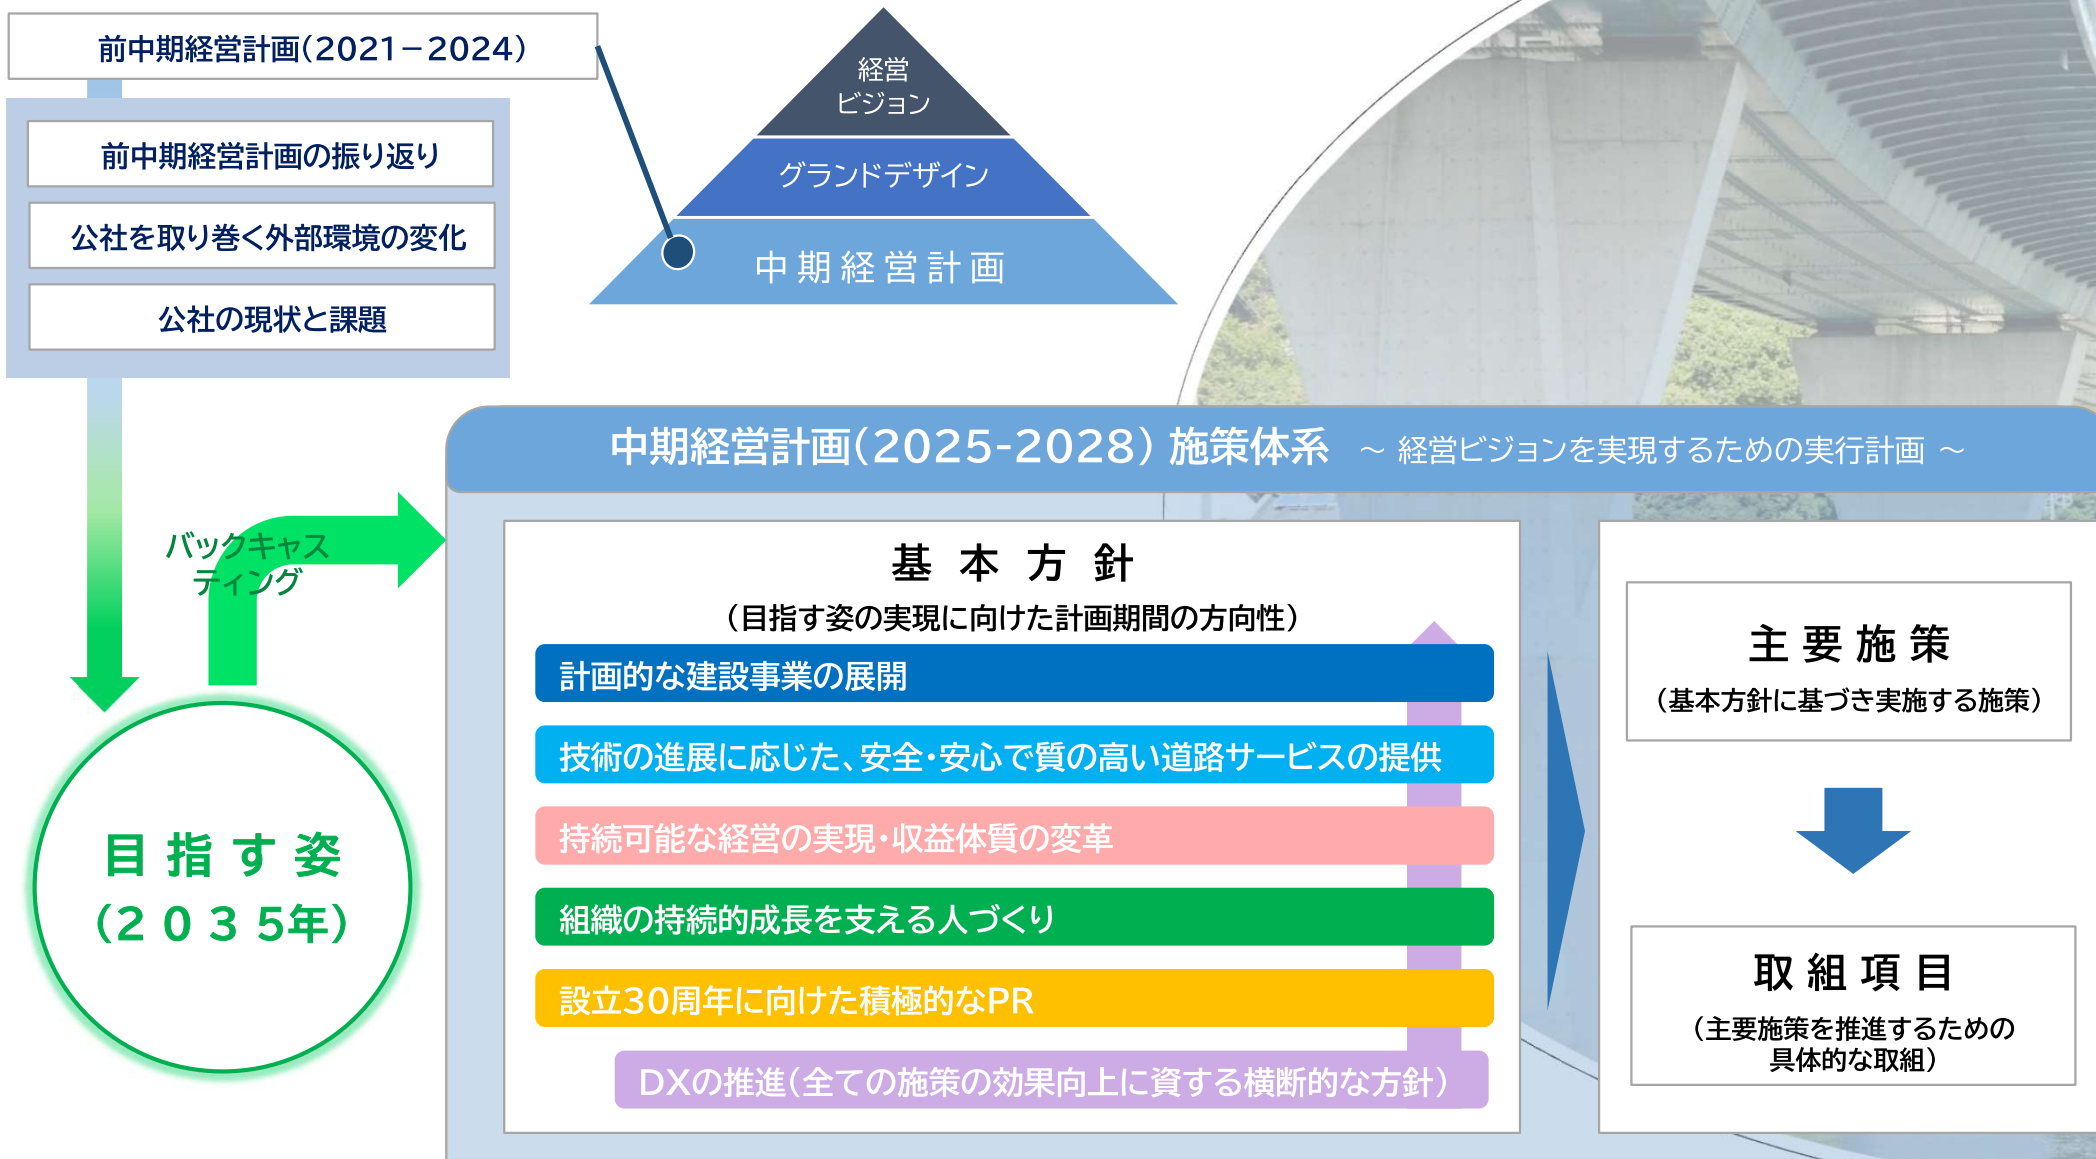 前中期経営計画(2021－2024)
経営
ビジョン
グランドデザイン
中期経営計画
前中期経営計画の振り返り
公社を取り巻く外部環境の変化
公社の現状と課題
バックキャス
ティング
目指す姿
(2035年)
中期経営計画(2025-2028) 施策体系 ～ 経営ビジョンを実現するための実行計画 ～
基本方針
(目指す姿の実現に向けた計画期間の方向性)
計画的な建設事業の展開
技術の進展に応じた、安全・安心で質の高い道路サービスの提供
持続可能な経営の実現・収益体質の変革
組織の持続的成長を支える人づくり
設立30周年に向けた積極的なPR
DXの推進(全ての施策の効果向上に資する横断的な方針)
主要施策
(基本方針に基づき実施する施策)
取組項目
(主要施策を推進するための
具体的な取組)